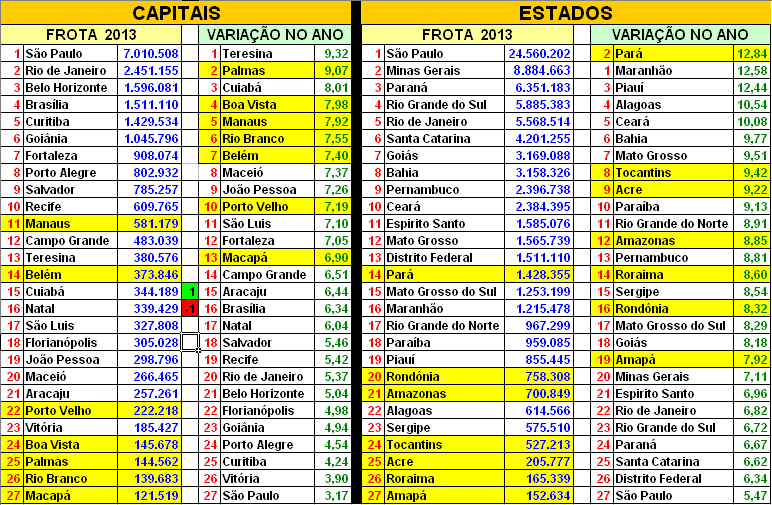 CAPITAIS ESTADOS
FROTA 2013 VARIAÇÃO NO ANO FROTA 2013 VARIAÇÃO NO ANO
1 São Paulo 7.010.508 1 Teresina 9,32 1 São Paulo 24.560.202 2 Pará 12,84
2 Rio de Janeiro 2.451.155 2 Palmas 9,07 2 Minas Gerais 8.884.663 1 Maranhão 12,58
3 Belo Horizonte 1.596.081 3 Cuiabá 8,01 3 Paraná 6.351.183 3 Piauí 12,44
4 Brasília 1.511.110 4 Boa Vista 7,98 4 Rio Grande do Sul 5.885.383 4 Alagoas 10,54
5 Curitiba 1.429.534 5 Manaus 7,92 5 Rio de Janeiro 5.568.514 5 Ceará 10,08
6 Goiânia 1.045.796 6 Rio Branco 7,55 6 Santa Catarina 4.201.255 6 Bahia 9,77
7 Fortaleza 908.074 7 Belém 7,40 7 Goiás 3.169.088 7 Mato Grosso 9,51
8 Porto Alegre 802.932 8 Maceió 7,37 8 Bahia 3.158.326 8 Tocantins 9,42
9 Salvador 785.257 9 João Pessoa 7,26 9 Pernambuco 2.396.738 9 Acre 9,22
10 Recife 609.765 10 Porto Velho 7,19 10 Ceará 2.384.395 10 Paraíba 9,13
11 Manaus 581.179 11 São Luis 7,10 11 Espirito Santo 1.585.076 11 Rio Grande do Norte 8,91
12 Campo Grande 483.039 12 Fortaleza 7,05 12 Mato Grosso 1.565.739 12 Amazonas 8,85
13 Teresina 380.576 13 Macapá 6,90 13 Distrito Federal 1.511.110 13 Pernambuco 8,81
14 Belém 373.846 14 Campo Grande 6,51 14 Pará 1.428.355 14 Roraima 8,60
15 Cuiabá 344.189 1 15 Aracaju 6,44 15 Mato Grosso do Sul 1.253.199 15 Sergipe 8,54
16 Natal 339.429 -1 16 Brasília 6,34 16 Maranhão 1.215.478 16 Rondônia 8,32
17 São Luis 327.808 17 Natal 6,04 17 Rio Grande do Norte 967.299 17 Mato Grosso do Sul 8,29
18 Florianópolis 305.028 18 Salvador 5,46 18 Paraíba 959.085 18 Goiás 8,18
19 João Pessoa 298.796 19 Recife 5,42 19 Piauí 855.445 19 Amapá 7,92
20 Maceió 266.465 20 Rio de Janeiro 5,37 20 Rondônia 758.308 20 Minas Gerais 7,11
21 Aracaju 257.261 21 Belo Horizonte 5,04 21 Amazonas 700.849 21 Espirito Santo 6,96
22 Porto Velho 222.218 22 Florianópolis 4,98 22 Alagoas 614.566 22 Rio de Janeiro 6,82
23 Vitória 185.427 23 Goiânia 4,94 23 Sergipe 575.510 23 Rio Grande do Sul 6,72
24 Boa Vista 145.678 24 Porto Alegre 4,54 24 Tocantins 527.213 24 Paraná 6,67
25 Palmas 144.562 25 Curitiba 4,24 25 Acre 205.777 25 Santa Catarina 6,62
26 Rio Branco 139.683 26 Vitória 3,90 26 Roraima 165.339 26 Distrito Federal 6,34
27 Macapá 121.519 27 São Paulo 3,17 27 Amapá 152.634 27 São Paulo 5,47